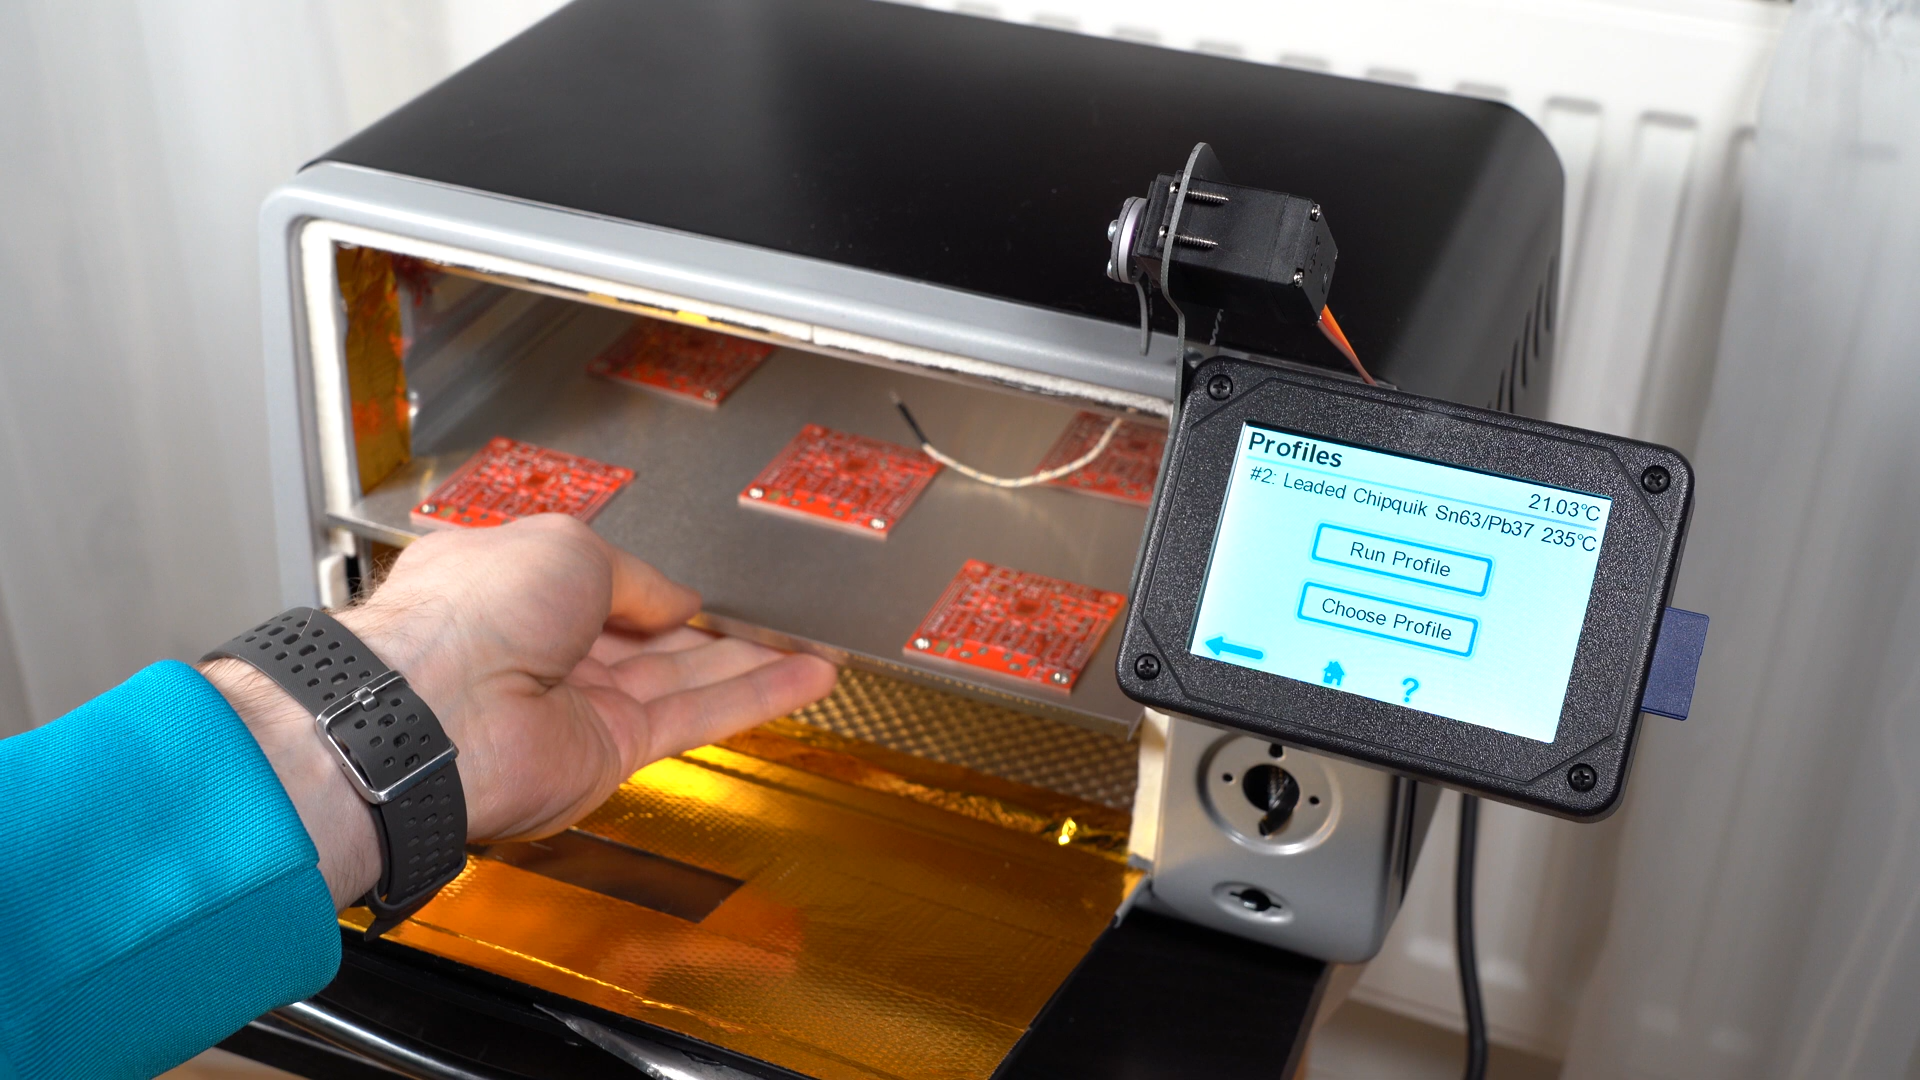 Profiles
21.03°C
#2: Leaded Chipquik Sn63/Pb37 235°C
Run Profile
Choose Profile
?